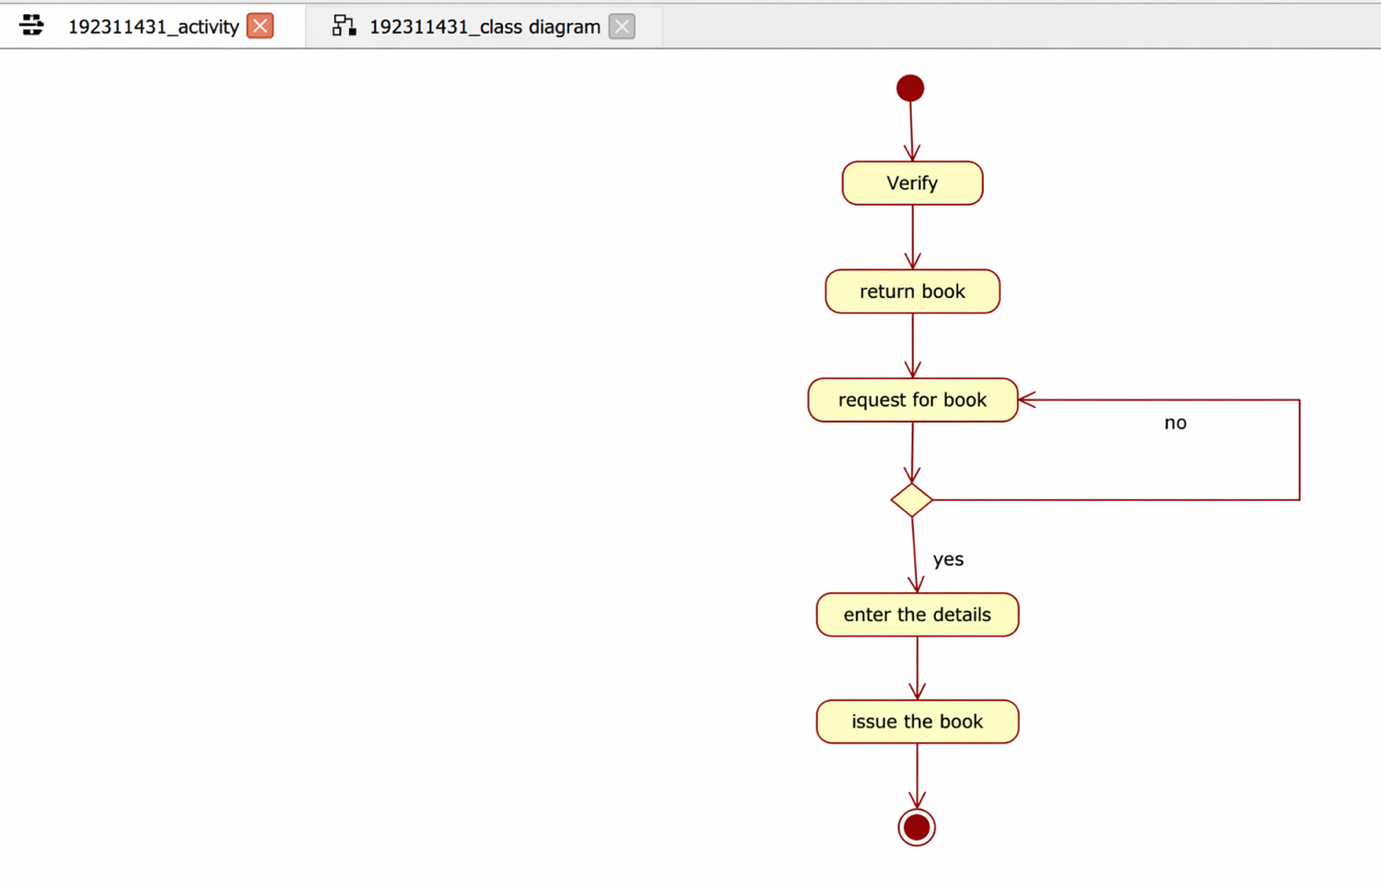 192311431_activity
192311431_class diagram
Verify
return book
request for book
no
yes
enter the details
issue the book